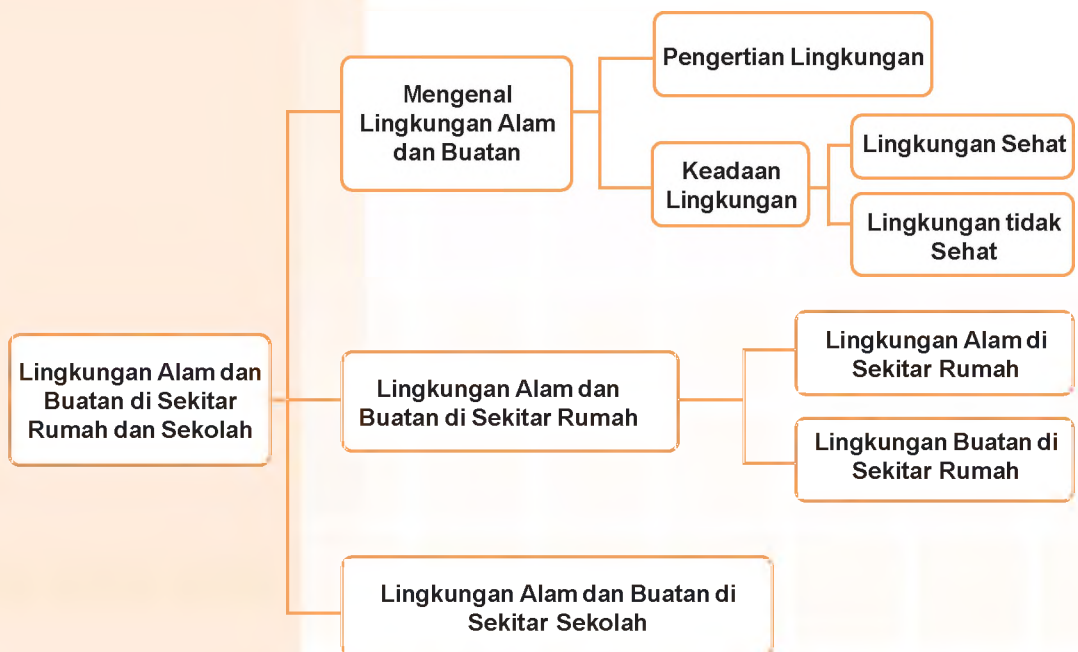 Lingkungan Alam dan
Buatan di Sekitar
Rumah dan Sekolah
Mengenal
Lingkungan Alam
dan Buatan
Pengertian Lingkungan
Keadaan
Lingkungan
Lingkungan Sehat
Lingkungan tidak
Sehat
Lingkungan Alam dan
Buatan di Sekitar Rumah
Lingkungan Alam di
Sekitar Rumah
Lingkungan Buatan di
Sekitar Rumah
Lingkungan Alam dan Buatan di
Sekitar Sekolah